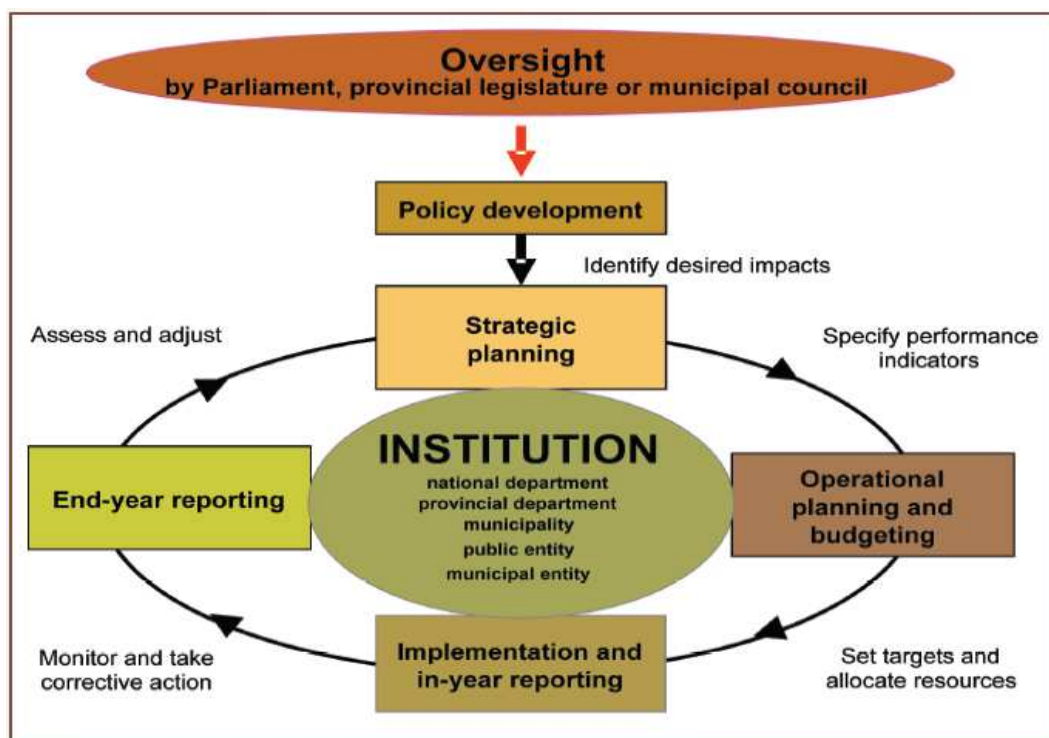 Oversight
by Parliament, provincial legislature or municipal council
Policy development
Identify desired impacts
Strategic
planning
Assess and adjust
Specify performance
indicators
INSTITUTION
national department
provincial department
municipality
public entity
municipal entity
End-year reporting
Operational
planning and
budgeting
Implementation and
in-year reporting
Monitor and take
corrective action
Set targets and
allocate resources